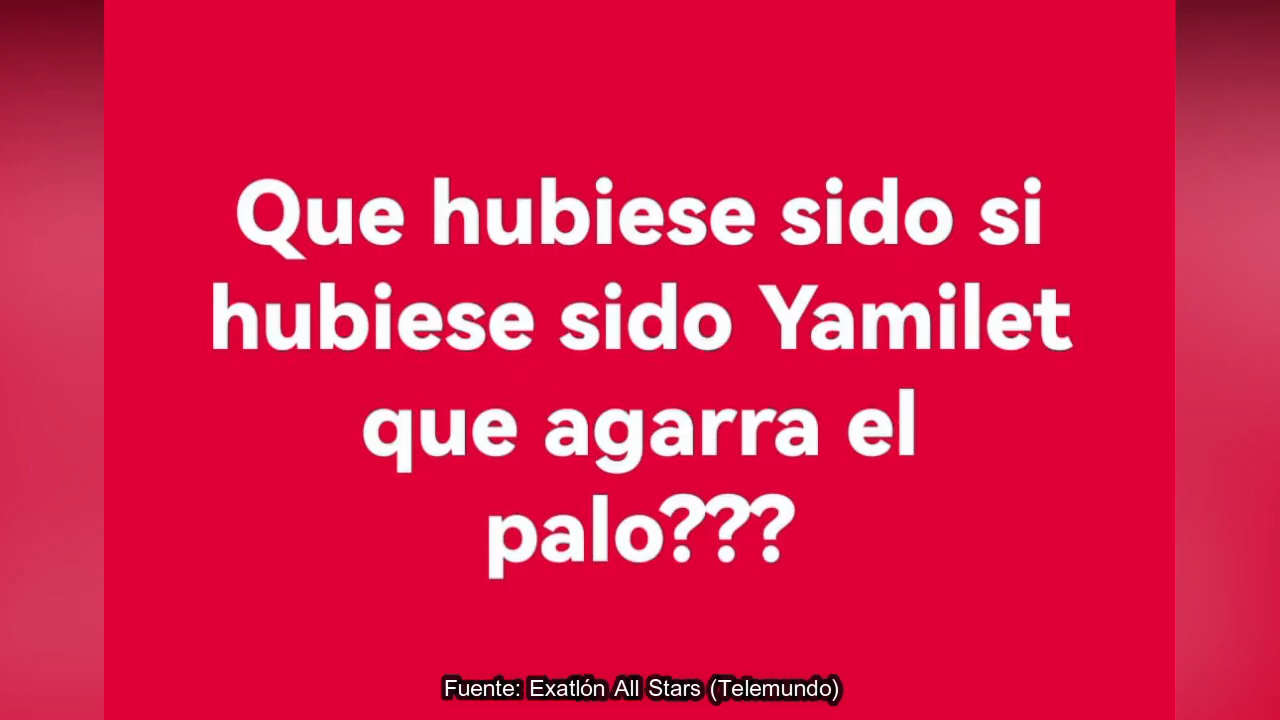 Que hubiese sido si
hubiese sido Yamilet
que agarra el
palo???
Fuente: Exatlón All Stars (Telemundo)